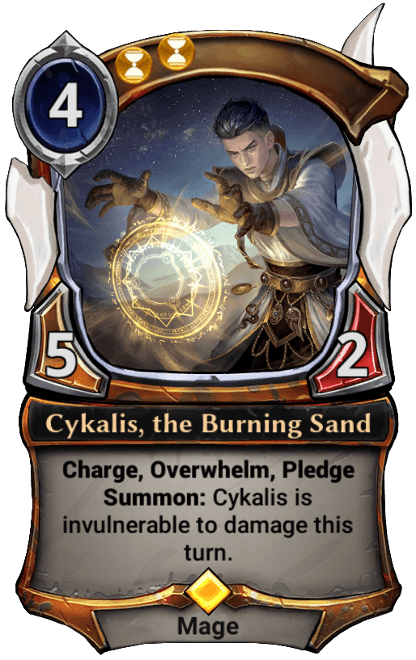 4
5
2
Cykalis, the Burning Sand
Charge, Overwhelm, Pledge
Summon: Cykalis is
invulnerable to damage this
turn.
Mage